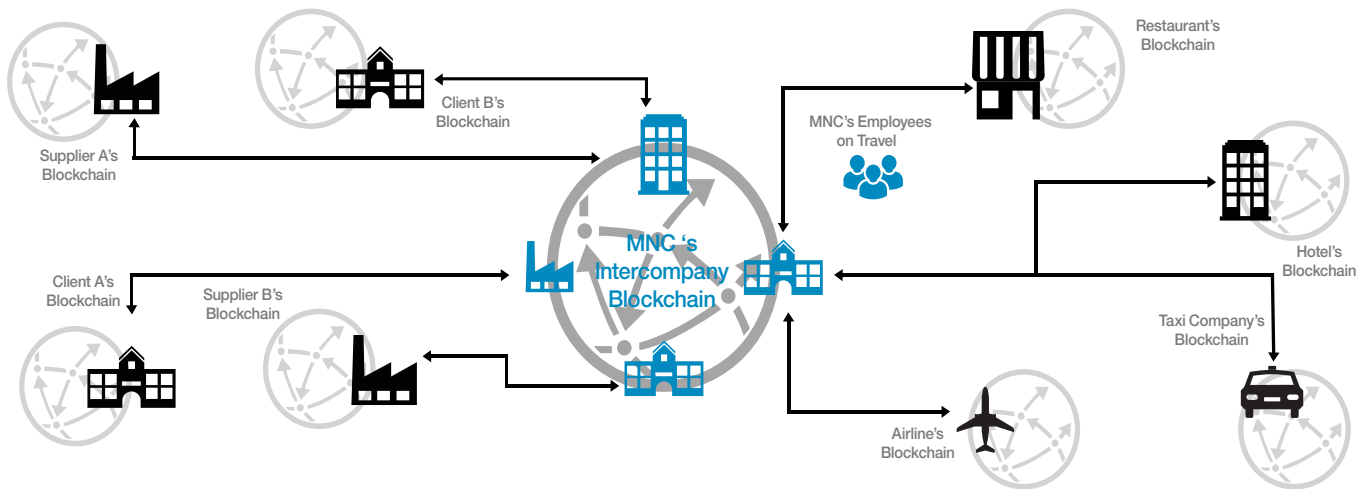 Supplier A's
Blockchain
Client B's
Blockchain
Client A's
Blockchain
Supplier B's
Blockchain
MNC ‘s
Intercompany
Blockchain
MNC's Employees
on Travel
Restaurant's
Blockchain
Hotel's
Blockchain
Taxi Company's
Blockchain
Airline's
Blockchain